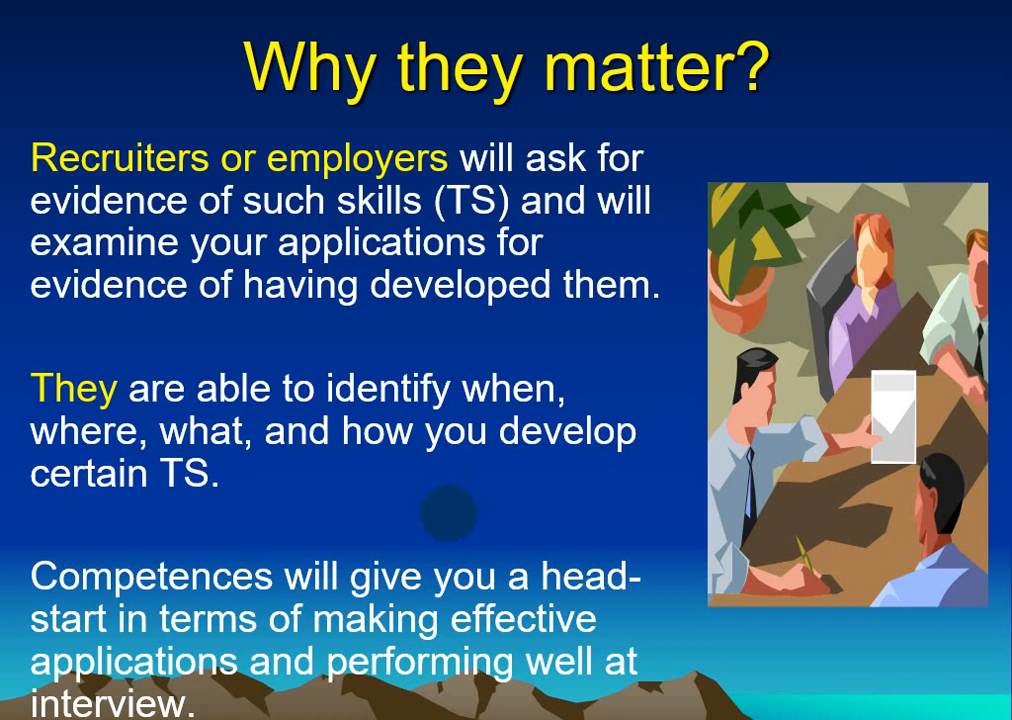 Why they matter?
Recruiters or employers will ask for
evidence of such skills (TS) and will
examine your applications for
evidence of having developed them.
They are able to identify when,
where, what, and how you develop
certain TS.
Competences will give you a head-
start in terms of making effective
applications and performing well at
interview.